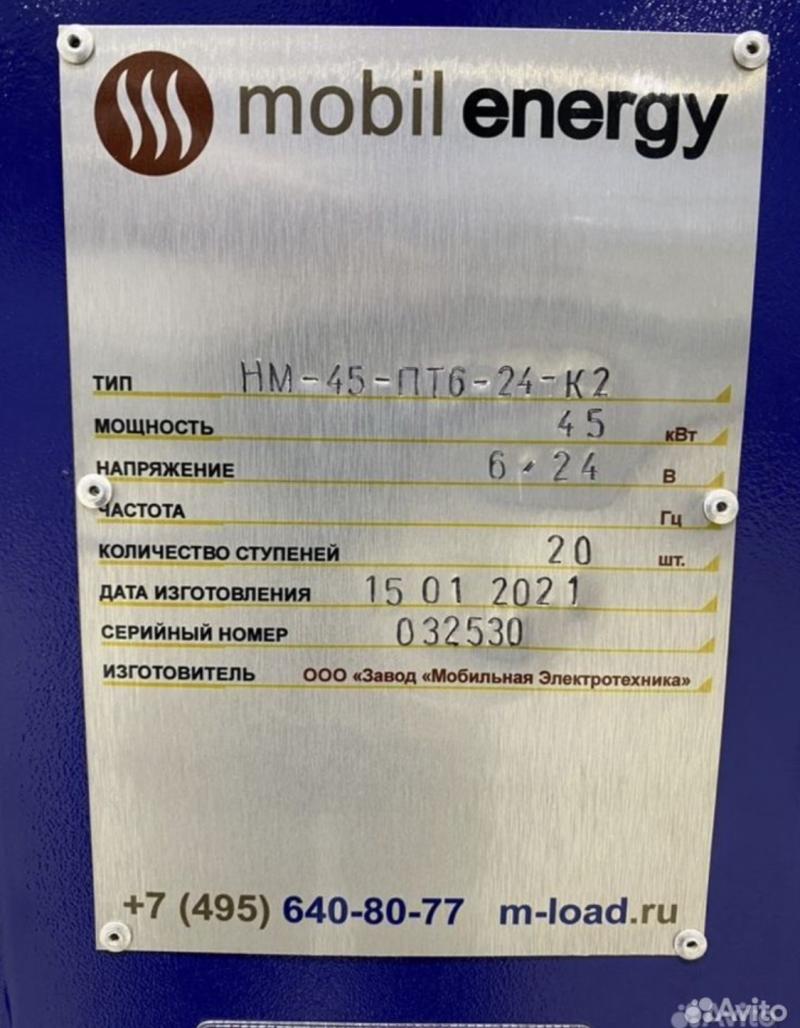 mobil energy
ТИП НМ-45-ПТ6-24-К2
МОЩНОСТЬ 45 кВт
НАПРЯЖЕНИЕ 6-24 В
ЧАСТОТА Гц
КОЛИЧЕСТВО СТУПЕНЕЙ 20 шт.
ДАТА ИЗГОТОВЛЕНИЯ 15 01 2021
СЕРИЙНЫЙ НОМЕР 032530
ИЗГОТОВИТЕЛЬ ООО «Завод «Мобильная Электротехника»
+7 (495) 640-80-77 m-load.ru
Avito